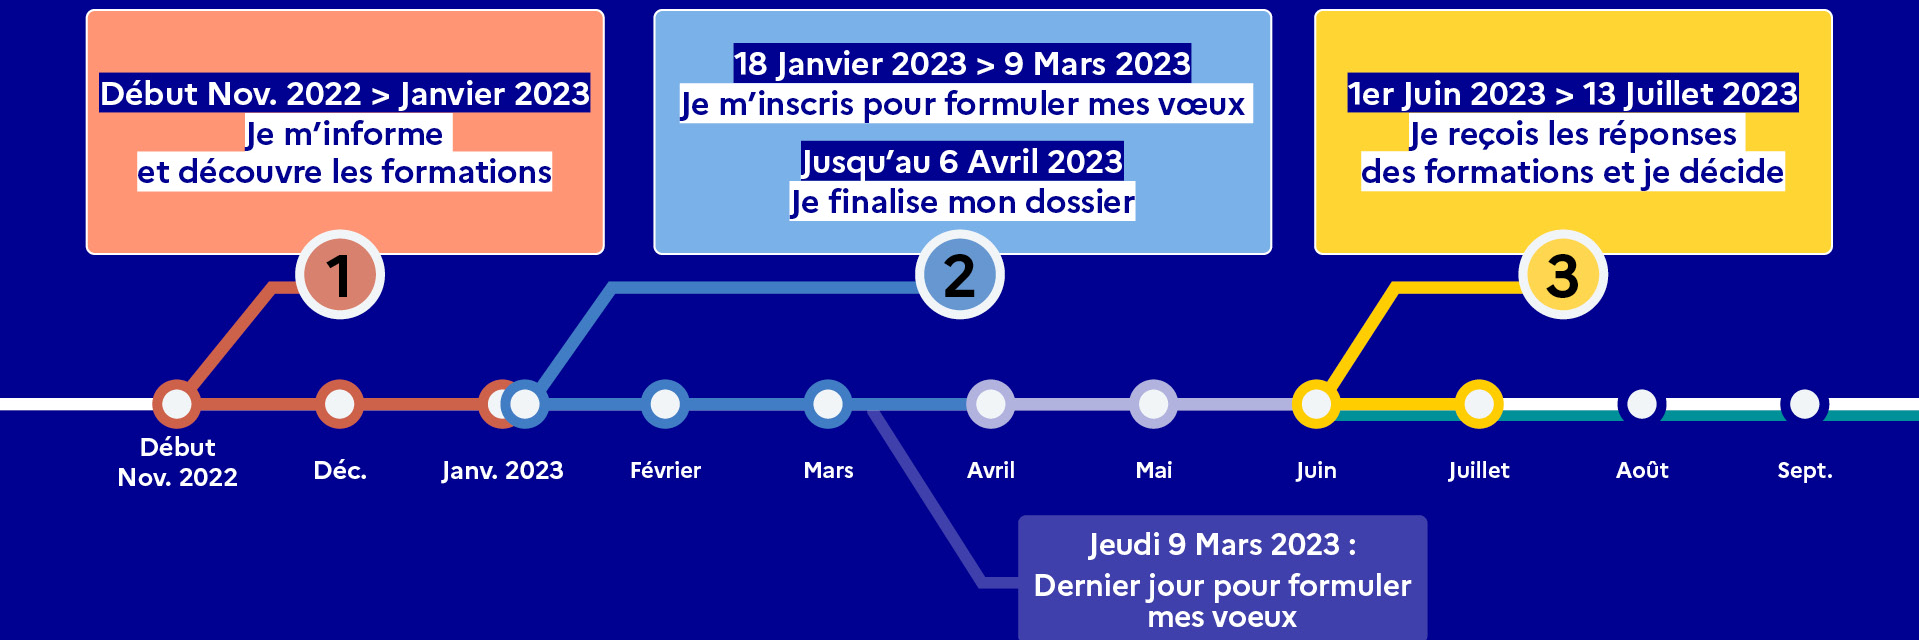 Début Nov. 2022 > Janvier 2023
Je m’informe
et découvre les formations
18 Janvier 2023 > 9 Mars 2023
Je m’inscris pour formuler mes vœux
Jusqu’au 6 Avril 2023
Je finalise mon dossier
1er Juin 2023 > 13 Juillet 2023
Je reçois les réponses
des formations et je décide
1
2
3
Début
Nov. 2022
Déc.
Janv. 2023
Février
Mars
Avril
Mai
Juin
Juillet
Août
Sept.
Jeudi 9 Mars 2023 :
Dernier jour pour formuler
mes voeux